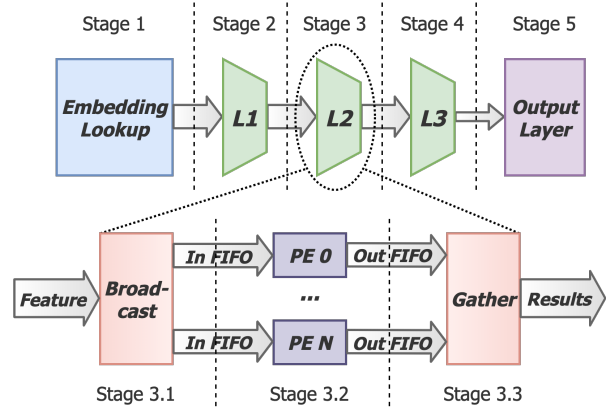 Stage 1
Stage 2
Stage 3
Stage 4
Stage 5
Embedding
Lookup
L1
L2
L3
Output
Layer
Feature
Broad-
cast
In FIFO
PE 0
Out FIFO
...
In FIFO
PE N
Out FIFO
Gather
Results
Stage 3.1
Stage 3.2
Stage 3.3